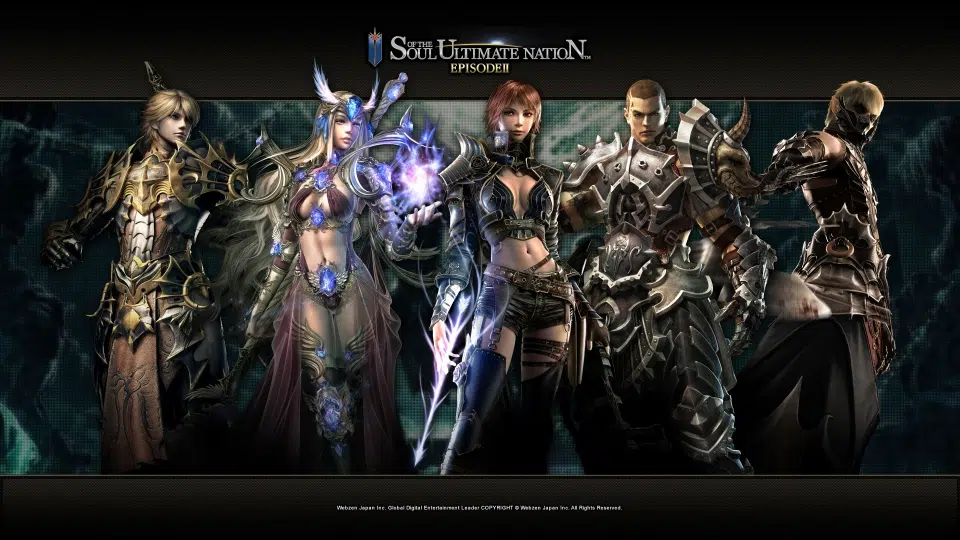 OF THE
SOUL ULTIMATE NATION™
EPISODE II
Webzen Japan Inc. Global Digital Entertainment Leader COPYRIGHT © Webzen Japan Inc. All Rights Reserved.